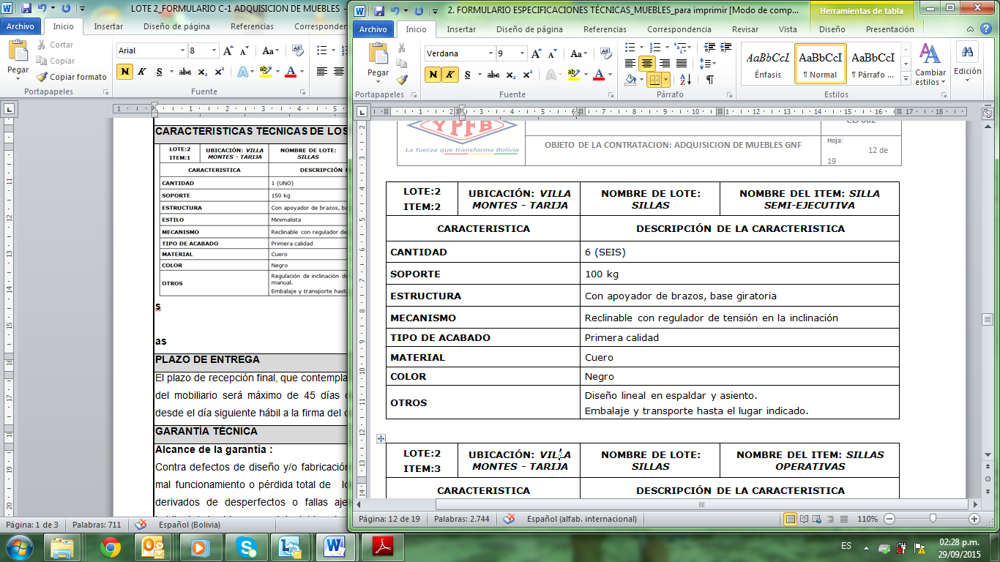 LOTE 2_FORMULARIO C-1 ADQUISICION DE MUEBLES -
Archivo Inicio Insertar Diseño de página Referencias Correspondenc
Pegar
Cortar
Copiar
Copiar formato
Portapapeles
Arial 8
N K S abc x₂ x² A ab A
Aa
Fuente
CARACTERISTICAS TECNICAS DE LOS
LOTE:2
ITEM:1
UBICACIÓN: VILLA
MONTES - TARIJA
NOMBRE DE LOTE:
SILLAS
CARACTERISTICA DESCRIPCIÓN
CANTIDAD 1 (UNO)
SOPORTE 150 kg
ESTRUCTURA Con apoyador de brazos, ba
ESTILO Minimalista
MECANISMO Reclinable con regulador de
TIPO DE ACABADO Primera calidad
MATERIAL Cuero
COLOR Negro
OTROS
Regulación de inclinación de
manual.
Embalaje y transporte hasta
s
as
PLAZO DE ENTREGA
El plazo de recepción final, que contempla
del mobiliario será máximo de 45 días
desde el día siguiente hábil a la firma del
GARANTÍA TÉCNICA
Alcance de la garantía :
Contra defectos de diseño y/o fabricación
mal funcionamiento o pérdida total de lo
derivados de desperfectos o fallas aje
Página: 1 de 3 Palabras: 711 Español (Bolivia)
2. FORMULARIO ESPECIFICACIONES TÉCNICAS_MUEBLES_para imprimir [Modo de comp...
Herramientas de tabla
Archivo Inicio Insertar Diseño de página Referencias Correspondencia Revisar Vista Diseño Presentación
Pegar
Portapapeles
Verdana 9
N K S abc x₂ x² A ab A
Aa
Fuente
Párrafo
AaBbCcI AaBbCcI AaBbCcI
Énfasis ¶ Normal ¶ Párrafo ...
Cambiar
estilos
Edición
Estilos
YPFB
La fuerza que transforma Bolivia
OBJETO DE LA CONTRATACION: ADQUISICION DE MUEBLES GNF
CD 002
Hoja:
12 de
19
LOTE:2
ITEM:2
UBICACIÓN: VILLA
MONTES - TARIJA
NOMBRE DE LOTE:
SILLAS
NOMBRE DEL ITEM: SILLA
SEMI-EJECUTIVA
CARACTERISTICA DESCRIPCIÓN DE LA CARACTERISTICA
CANTIDAD 6 (SEIS)
SOPORTE 100 kg
ESTRUCTURA Con apoyador de brazos, base giratoria
MECANISMO Reclinable con regulador de tensión en la inclinación
TIPO DE ACABADO Primera calidad
MATERIAL Cuero
COLOR Negro
OTROS
Diseño lineal en espaldar y asiento.
Embalaje y transporte hasta el lugar indicado.
LOTE:2
ITEM:3
UBICACIÓN: VILLA
MONTES - TARIJA
NOMBRE DE LOTE:
SILLAS
NOMBRE DEL ITEM: SILLAS
OPERATIVAS
CARACTERISTICA DESCRIPCIÓN DE LA CARACTERISTICA
Página: 12 de 19 Palabras: 2.744 Español (alfab. internacional) 110%
ES
02:28 p.m.
29/09/2015